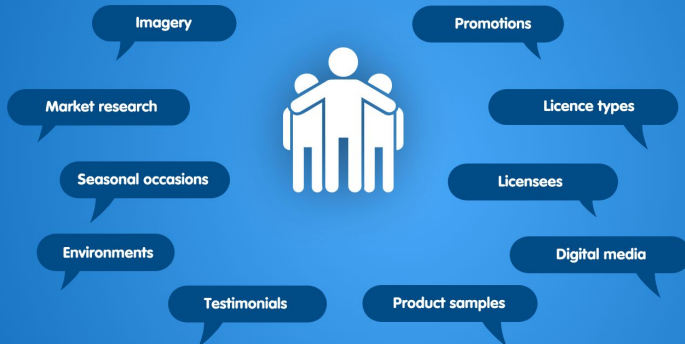 Imagery
Promotions
Market research
Licence types
Seasonal occasions
Licensees
Environments
Digital media
Testimonials
Product samples